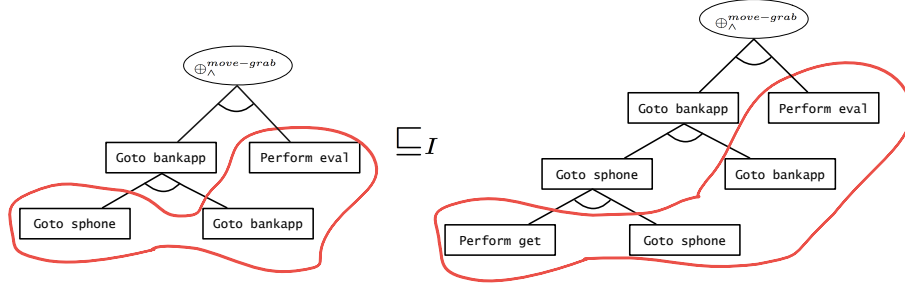 ⊕∧^{move-grab}
Goto bankapp
Perform eval
Goto sphone
Goto bankapp
⊑_I
⊕∧^{move-grab}
Goto bankapp
Perform eval
Goto sphone
Goto bankapp
Perform get
Goto sphone